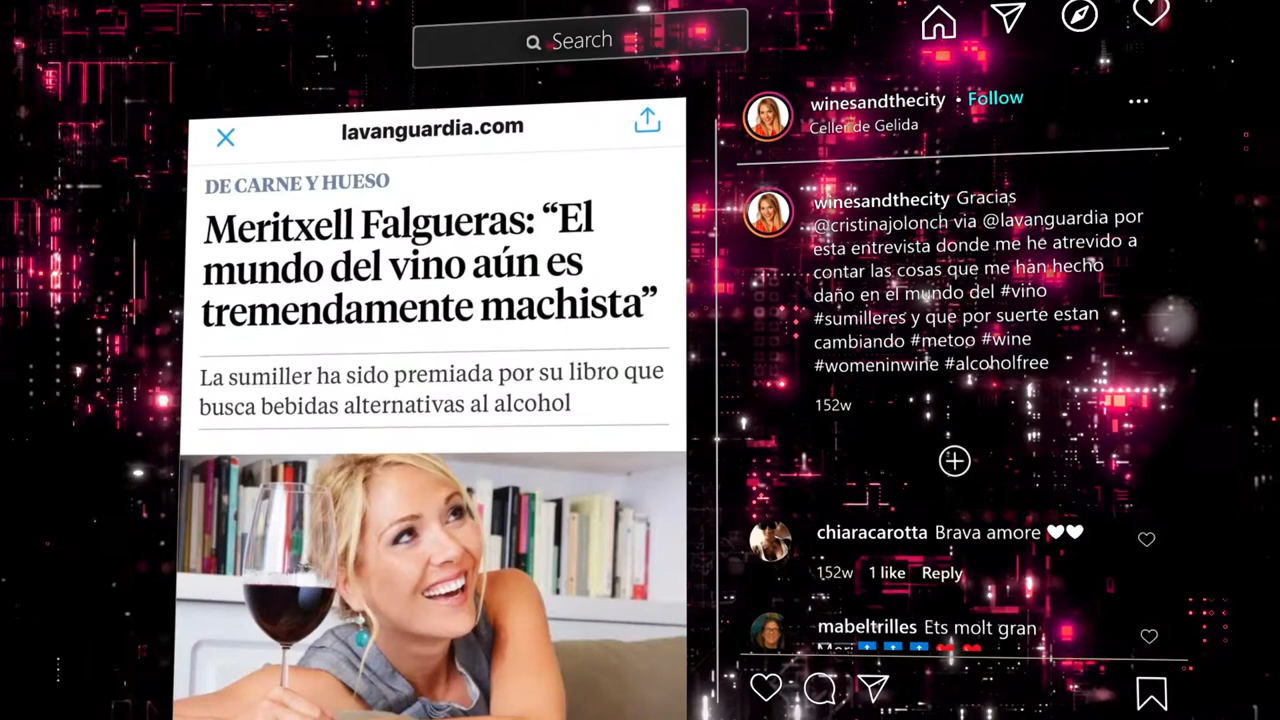 Search
lavanguardia.com
DE CARNE Y HUESO
Meritxell Falgueras: “El
mundo del vino aún es
tremendamente machista”
La sumiller ha sido premiada por su libro que
busca bebidas alternativas al alcohol
winesandthecity • Follow
Celler de Gelida
winesandthecity Gracias
@cristinajolonch via @lavanguardia por
esta entrevista donde me he atrevido a
contar las cosas que me han hecho
daño en el mundo del #vino
#sumilleres y que por suerte estan
cambiando #metoo #wine
#womeninwine #alcoholfree
152w
chiaracarotta Brava amore 🤍🤍
152w 1 like Reply
mabeltrilles Ets molt gran